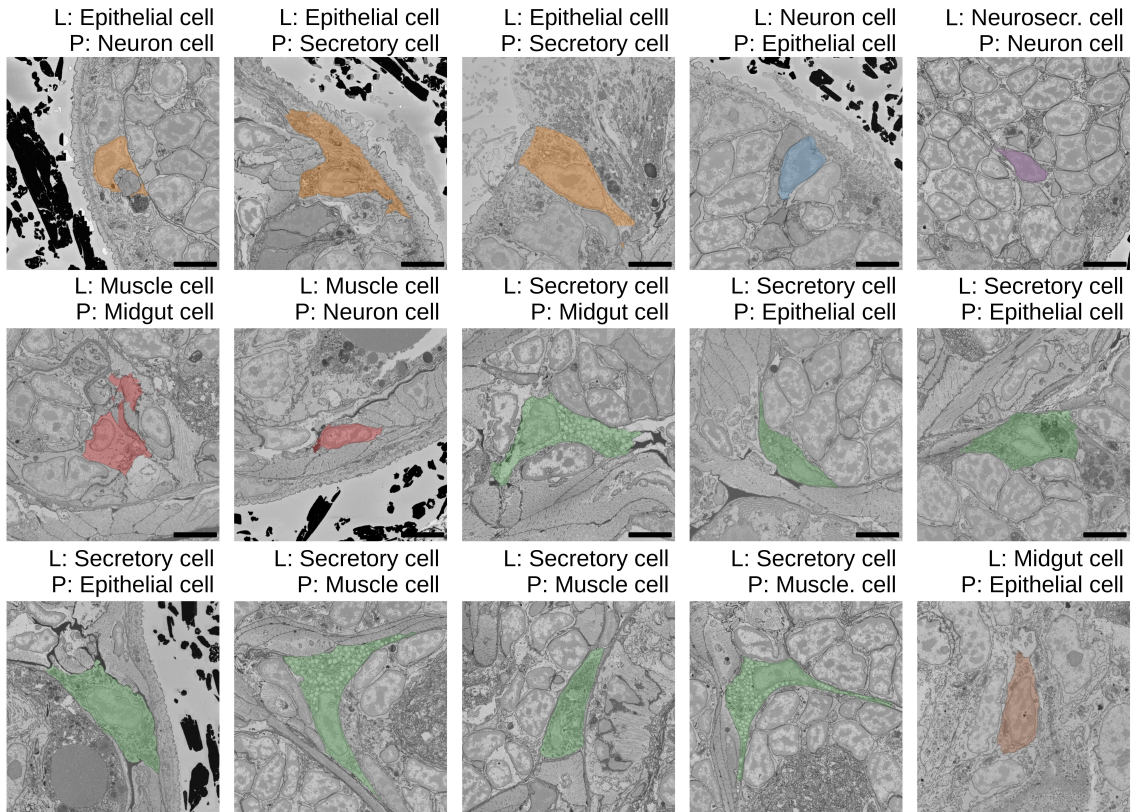 L: Epithelial cell
P: Neuron cell
L: Epithelial cell
P: Secretory cell
L: Epithelial celll
P: Secretory cell
L: Neuron cell
P: Epithelial cell
L: Neurosecr. cell
P: Neuron cell
L: Muscle cell
P: Midgut cell
L: Muscle cell
P: Neuron cell
L: Secretory cell
P: Midgut cell
L: Secretory cell
P: Epithelial cell
L: Secretory cell
P: Epithelial cell
L: Secretory cell
P: Epithelial cell
L: Secretory cell
P: Muscle cell
L: Secretory cell
P: Muscle cell
L: Secretory cell
P: Muscle. cell
L: Midgut cell
P: Epithelial cell